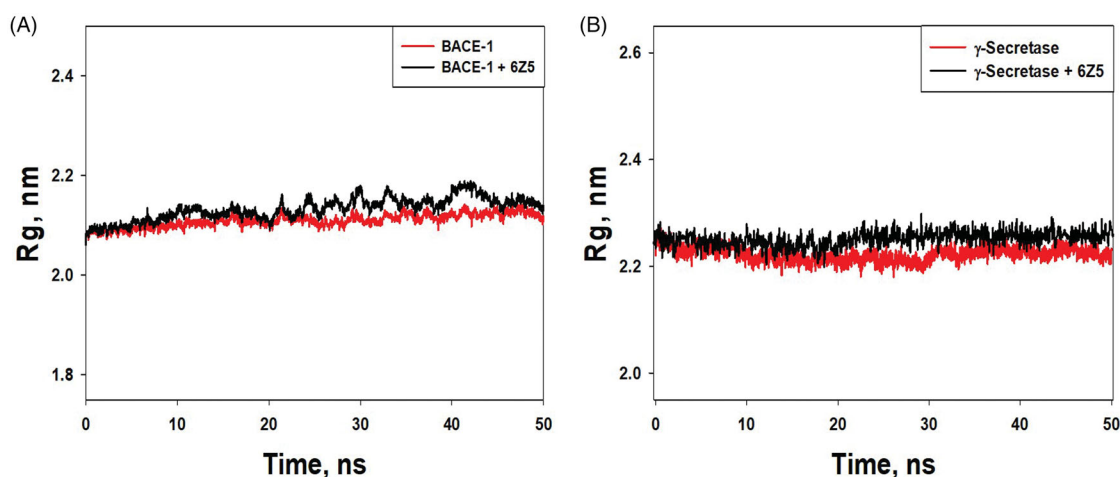 (A)
BACE-1
BACE-1 + 6Z5
2.4
2.2
2.0
1.8
Rg, nm
0 10 20 30 40 50
Time, ns
(B)
γ-Secretase
γ-Secretase + 6Z5
2.6
2.4
2.2
2.0
Rg, nm
0 10 20 30 40 50
Time, ns